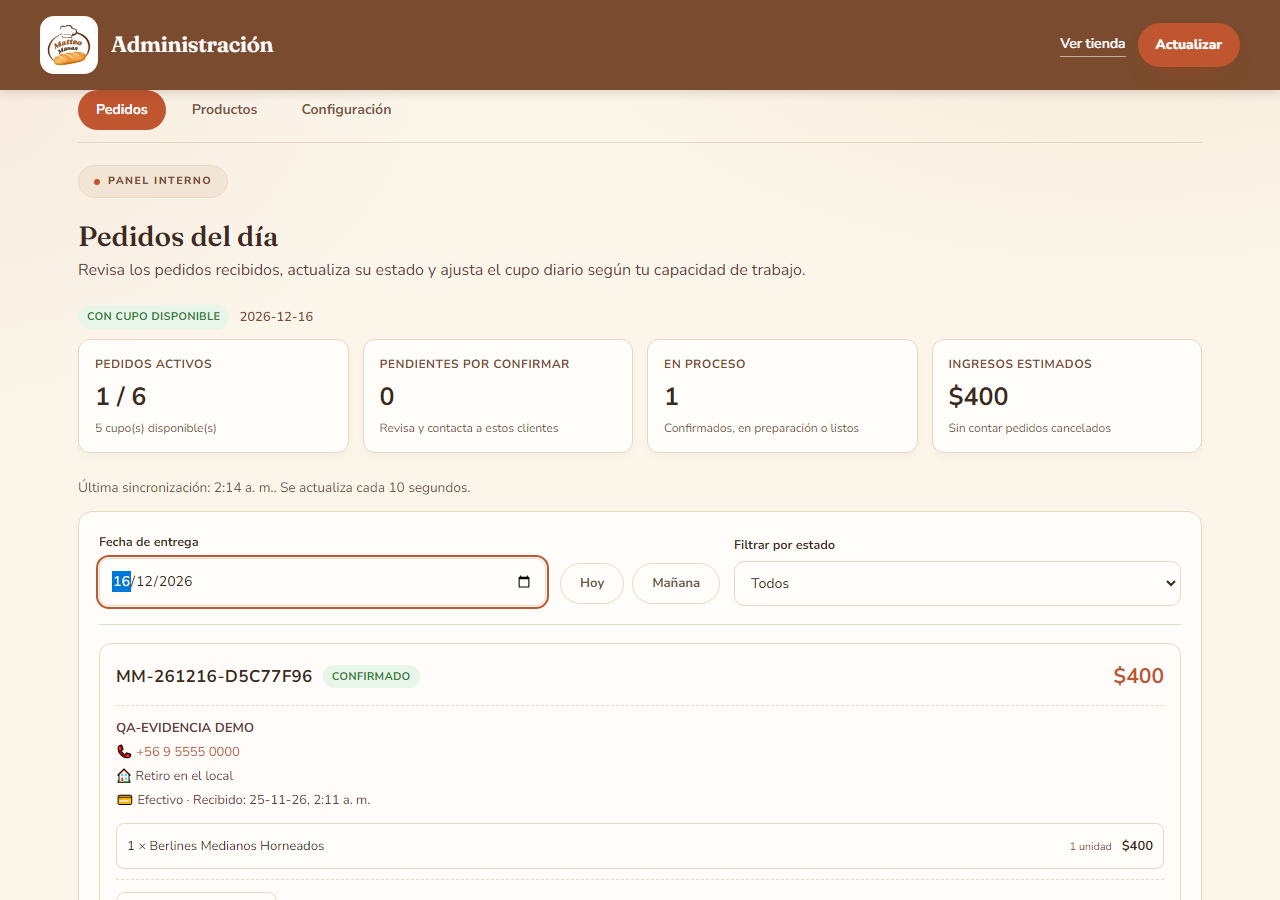 Matteo
Manan
Administración
Ver tienda
Actualizar
Pedidos
Productos
Configuración
PANEL INTERNO
Pedidos del día
Revisa los pedidos recibidos, actualiza su estado y ajusta el cupo diario según tu capacidad de trabajo.
CON CUPO DISPONIBLE 2026-12-16
PEDIDOS ACTIVOS
1 / 6
5 cupo(s) disponible(s)
PENDIENTES POR CONFIRMAR
0
Revisa y contacta a estos clientes
EN PROCESO
1
Confirmados, en preparación o listos
INGRESOS ESTIMADOS
$400
Sin contar pedidos cancelados
Última sincronización: 2:14 a. m.. Se actualiza cada 10 segundos.
Fecha de entrega
16/12/2026
Hoy
Mañana
Filtrar por estado
Todos
MM-261216-D5C77F96 CONFIRMADO $400
QA-EVIDENCIA DEMO
+56 9 5555 0000
Retiro en el local
Efectivo · Recibido: 25-11-26, 2:11 a. m.
1 × Berlines Medianos Horneados 1 unidad $400